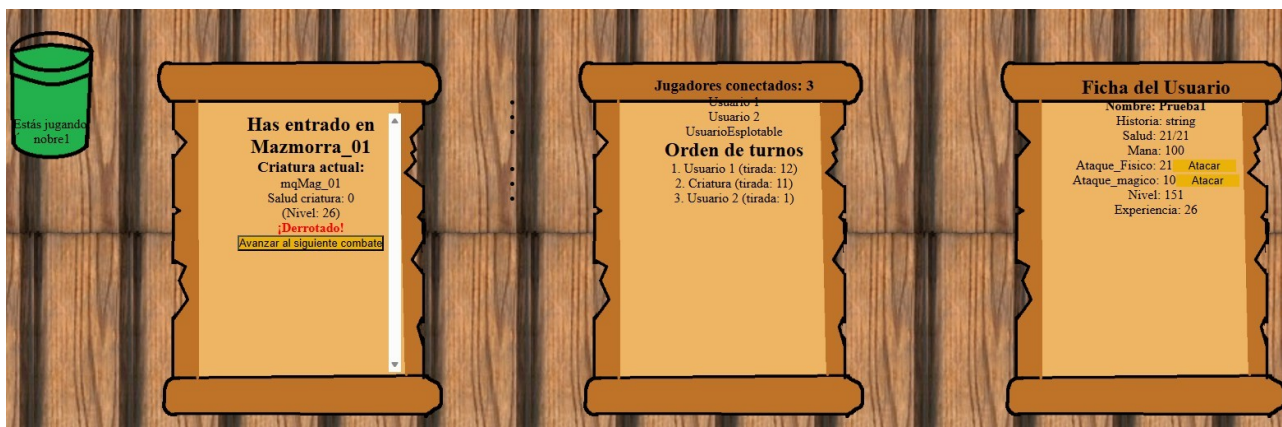 Estás jugando
nobre1
Has entrado en
Mazmorra_01
Criatura actual:
mqMag_01
Salud criatura: 0
(Nivel: 26)
¡Derrotado!
Avanzar al siguiente combate
Jugadores conectados: 3
Usuario 1
Usuario 2
UsuarioEsplotable
Orden de turnos
1. Usuario 1 (tirada: 12)
2. Criatura (tirada: 11)
3. Usuario 2 (tirada: 1)
Ficha del Usuario
Nombre: Prueba1
Historia: string
Salud: 21/21
Mana: 100
Ataque_Fisico: 21 Atacar
Ataque_magico: 10 Atacar
Nivel: 151
Experiencia: 26